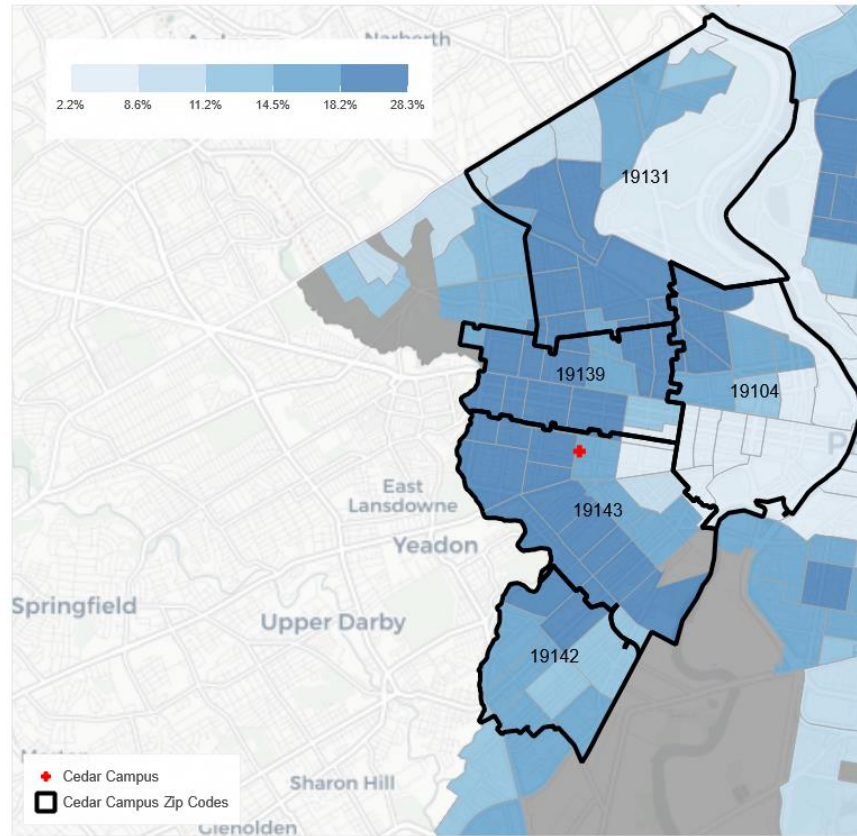 Narberth
2.2% 8.6% 11.2% 14.5% 18.2% 28.3%
19131
19139
19104
East
Lansdowne
19143
Yeadon
Springfield
Upper Darby
19142
Cedar Campus
Sharon Hill
Cedar Campus Zip Codes
Glenolden